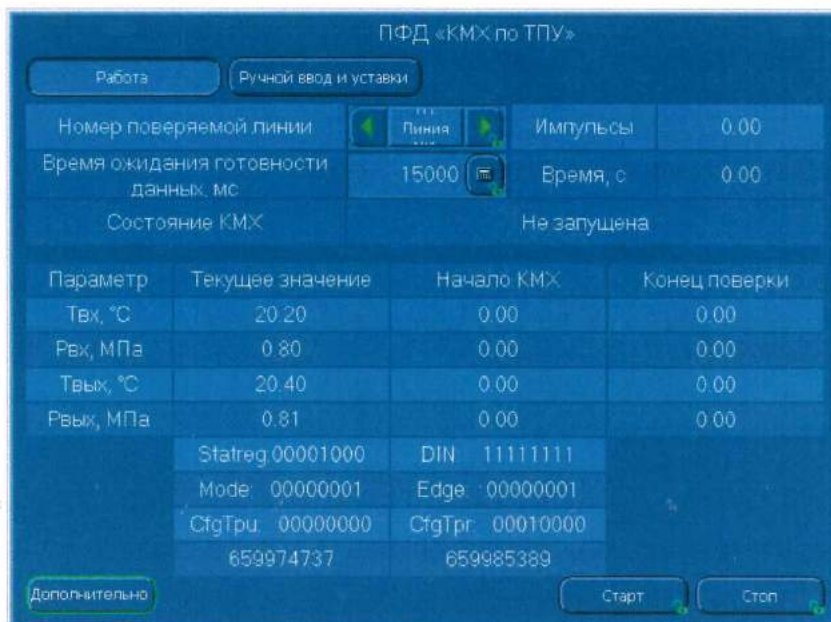 ПФД «КМХ по ТПУ»
Работа Ручной ввод и уставки
Номер поверяемой линии Линия Импульсы 0.00
Время ожидания готовности данных, мс 15000 Время, с 0.00
Состояние КМХ Не запущена
Параметр Текущее значение Начало КМХ Конец поверки
Твх, °C 20.20 0.00 0.00
Рвх, МПа 0.80 0.00 0.00
Твых, °C 20.40 0.00 0.00
Рвых, МПа 0.81 0.00 0.00
Statreg:00001000 DIN 11111111
Mode: 00000001 Edge: 00000001
CfgTpu: 00000000 CfgTpr: 00010000
659974737 659985389
Дополнительно Старт Стоп